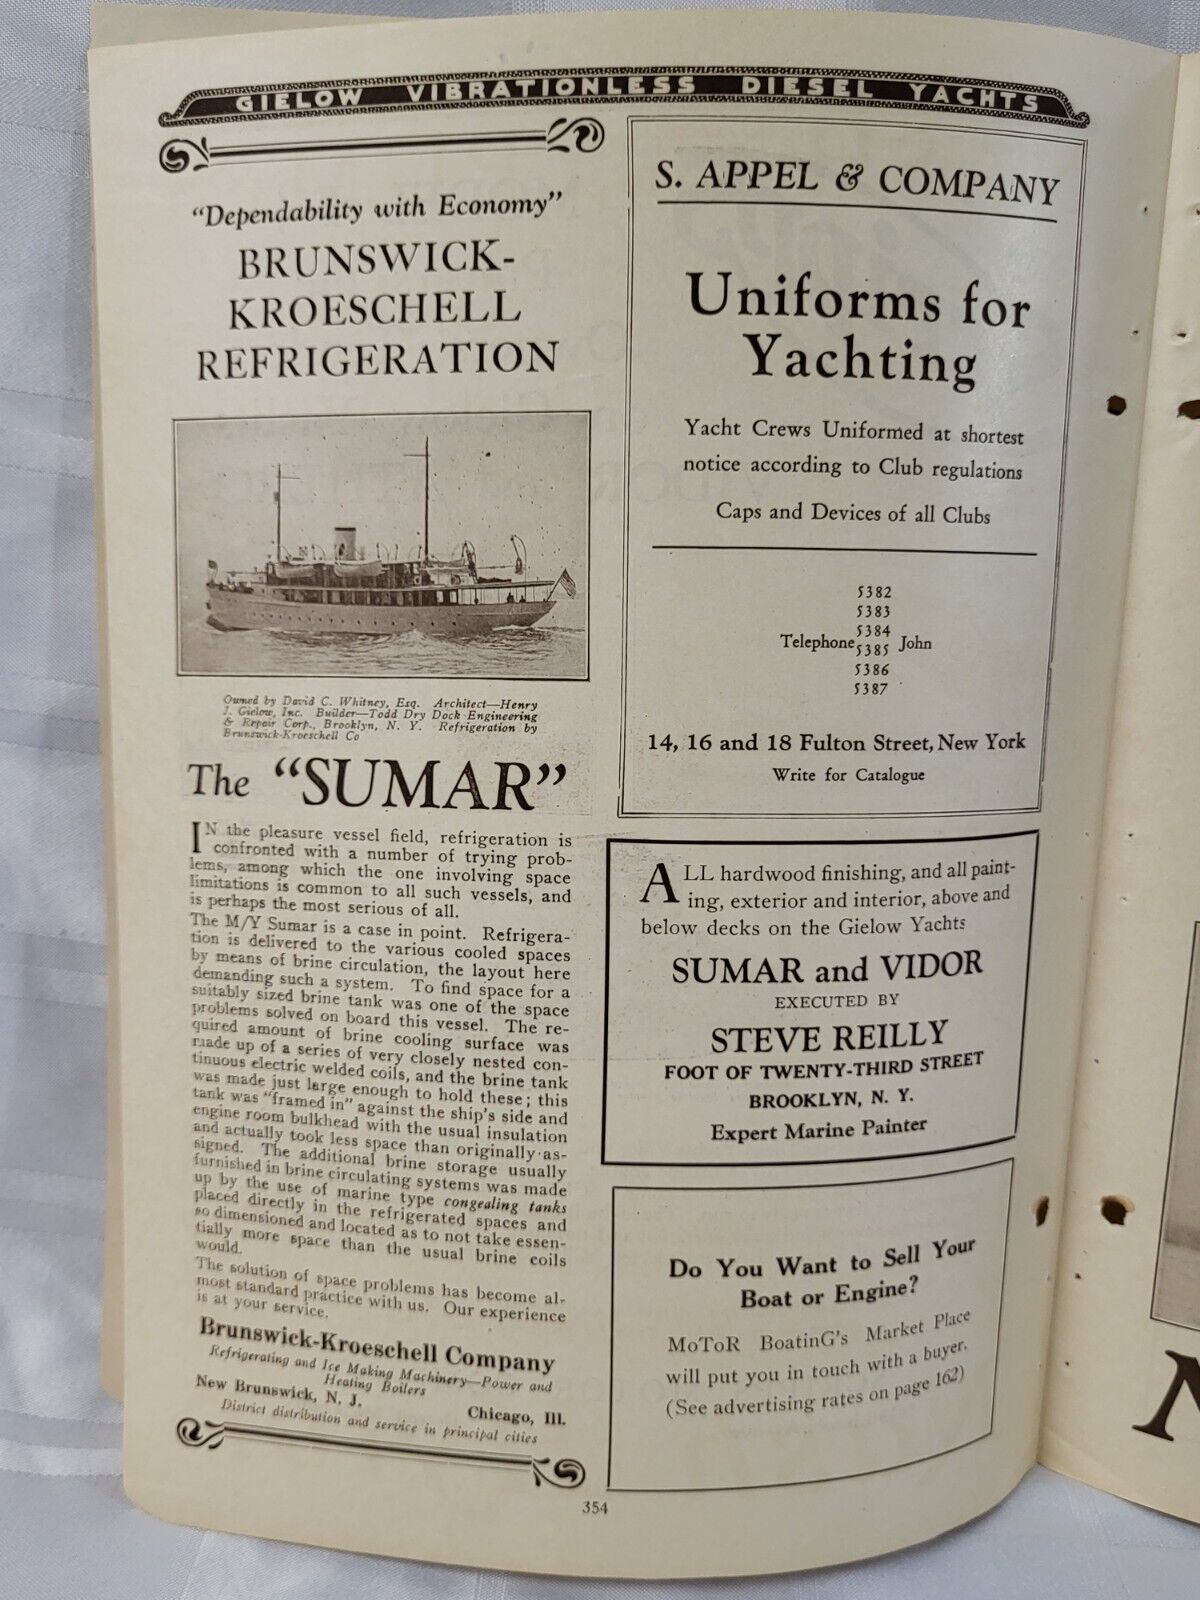 GIELOW VIBRATIONLESS DIESEL YACHTS
"Dependability with Economy"
BRUNSWICK-
KROESCHELL
REFRIGERATION
Owned by David C. Whitney, Esq. Architect—Henry
J. Gielow, Inc. Builder—Todd Dry Dock Engineering
& Repair Corp., Brooklyn, N. Y. Refrigeration by
Brunswick-Kroeschell Co
The "SUMAR"
IN the pleasure vessel field, refrigeration is
confronted with a number of trying prob-
lems, among which the one involving space
limitations is common to all such vessels, and
is perhaps the most serious of all.
The M/Y Sumar is a case in point. Refrigera-
tion is delivered to the various cooled spaces
by means of brine circulation, the layout here
demanding such a system. To find space for a
suitably sized brine tank was one of the space
problems solved on board this vessel. The re-
quired amount of brine cooling surface was
made up of a series of very closely nested con-
tinuous electric welded coils, and the brine tank
was made just large enough to hold these; this
tank was "framed in" against the ship's side and
engine room bulkhead with the usual insulation
and actually took less space than originally as-
signed. The additional brine storage usually
furnished in brine circulating systems was made
up by the use of marine type congealing tanks
placed directly in the refrigerated spaces and
so dimensioned and located as to not take essen-
tially more space than the usual brine coils
would.
The solution of space problems has become al-
most standard practice with us. Our experience
is at your service.
Brunswick-Kroeschell Company
Refrigerating and Ice Making Machinery—Power and
Heating Boilers
New Brunswick, N. J. Chicago, Ill.
District distribution and service in principal cities
S. APPEL & COMPANY
Uniforms for
Yachting
Yacht Crews Uniformed at shortest
notice according to Club regulations
Caps and Devices of all Clubs
5382
5383
5384
Telephone 5385 John
5386
5387
14, 16 and 18 Fulton Street, New York
Write for Catalogue
ALL hardwood finishing, and all paint-
ing, exterior and interior, above and
below decks on the Gielow Yachts
SUMAR and VIDOR
EXECUTED BY
STEVE REILLY
FOOT OF TWENTY-THIRD STREET
BROOKLYN, N. Y.
Expert Marine Painter
Do You Want to Sell Your
Boat or Engine?
MoToR BoatinG's Market Place
will put you in touch with a buyer.
(See advertising rates on page 162)
354